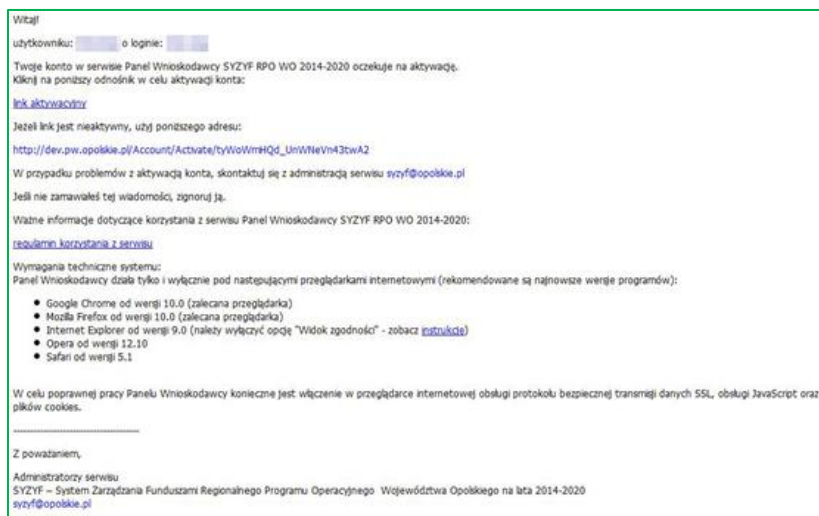 Witaj!
użytkowniku: o loginie:
Twoje konto w serwisie Panel Wnioskodawcy SYZYF RPO WO 2014-2020 oczekuje na aktywację.
Kliknij na poniższy odnośnik w celu aktywacji konta:
link aktywacyjny
Jeżeli link jest nieaktywny, użyj poniższego adresu:
http://dev.pw.opolskie.pl/Account/Activate/tyWoWmHQd_UnWNeVn43twA2
W przypadku problemów z aktywacją konta, skontaktuj się z administracją serwisu syzyf@opolskie.pl
Jeśli nie zamawiałeś tej wiadomości, zignoruj ją.
Ważne informacje dotyczące korzystania z serwisu Panel Wnioskodawcy SYZYF RPO WO 2014-2020:
regulamin korzystania z serwisu
Wymagania techniczne systemu:
Panel Wnioskodawcy działa tylko i wyłącznie pod następującymi przeglądarkami internetowymi (rekomendowane są najnowsze wersje programów):
● Google Chrome od wersji 10.0 (zalecana przeglądarka)
● Mozilla Firefox od wersji 10.0 (zalecana przeglądarka)
● Internet Explorer od wersji 9.0 (należy wyłączyć opcję "Widok zgodności" - zobacz instrukcję)
● Opera od wersji 12.10
● Safari od wersji 5.1
W celu poprawnej pracy Panelu Wnioskodawcy konieczne jest włączenie w przeglądarce internetowej obsługi protokołu bezpiecznej transmisji danych SSL, obsługi JavaScript oraz
plików cookies.
------------------------------------
Z poważaniem,
Administratorzy serwisu
SYZYF – System Zarządzania Funduszami Regionalnego Programu Operacyjnego Województwa Opolskiego na lata 2014-2020
syzyf@opolskie.pl